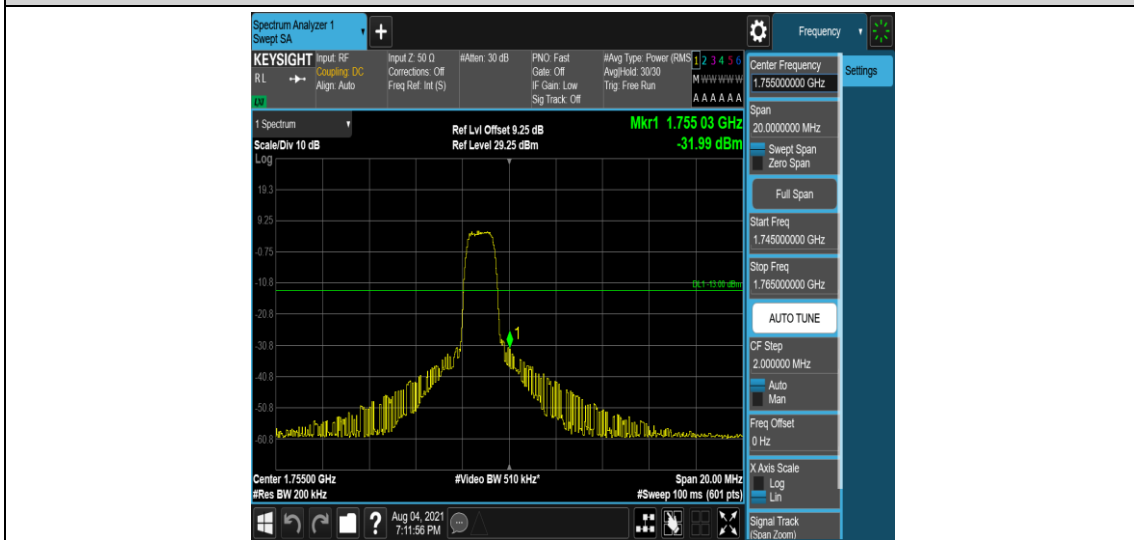 Spectrum Analyzer 1
Swept SA
+
Frequency
KEYSIGHT
RL
Input: RF
Coupling: DC
Align: Auto
Input Z: 50 Ω
Corrections: Off
Freq Ref: Int (S)
#Atten: 30 dB
PNO: Fast
Gate: Off
IF Gain: Low
Sig Track: Off
#Avg Type: Power (RMS
Avg|Hold: 30/30
Trig: Free Run
1 2 3 4 5 6
M W W W W W
A A A A A A
1 Spectrum
Scale/Div 10 dB
Ref Lvl Offset 9.25 dB
Ref Level 29.25 dBm
Mkr1 1.755 03 GHz
-31.99 dBm
Log
19.3
9.25
-0.75
-10.8
DL1 -13.00 dBm
-20.8
1
-30.8
-40.8
-50.8
-60.8
Center 1.75500 GHz
#Video BW 510 kHz*
Span 20.00 MHz
#Res BW 200 kHz
#Sweep 100 ms (601 pts)
?
Aug 04, 2021
7:11:56 PM
Center Frequency
1.755000000 GHz
Settings
Span
20.0000000 MHz
Swept Span
Zero Span
Full Span
Start Freq
1.745000000 GHz
Stop Freq
1.765000000 GHz
AUTO TUNE
CF Step
2.000000 MHz
Auto
Man
Freq Offset
0 Hz
X Axis Scale
Log
Lin
Signal Track
(Span Zoom)